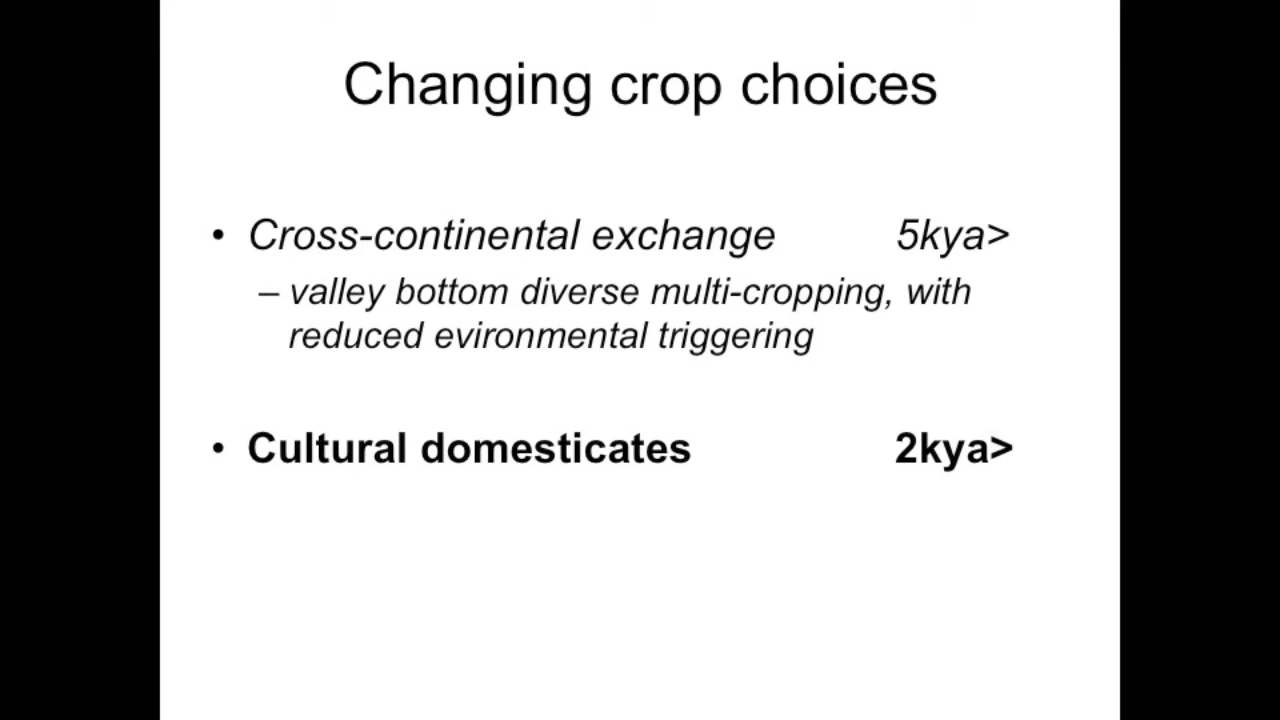 Changing crop choices
• Cross-continental exchange 5kya>
– valley bottom diverse multi-cropping, with
reduced evironmental triggering
• Cultural domesticates 2kya>